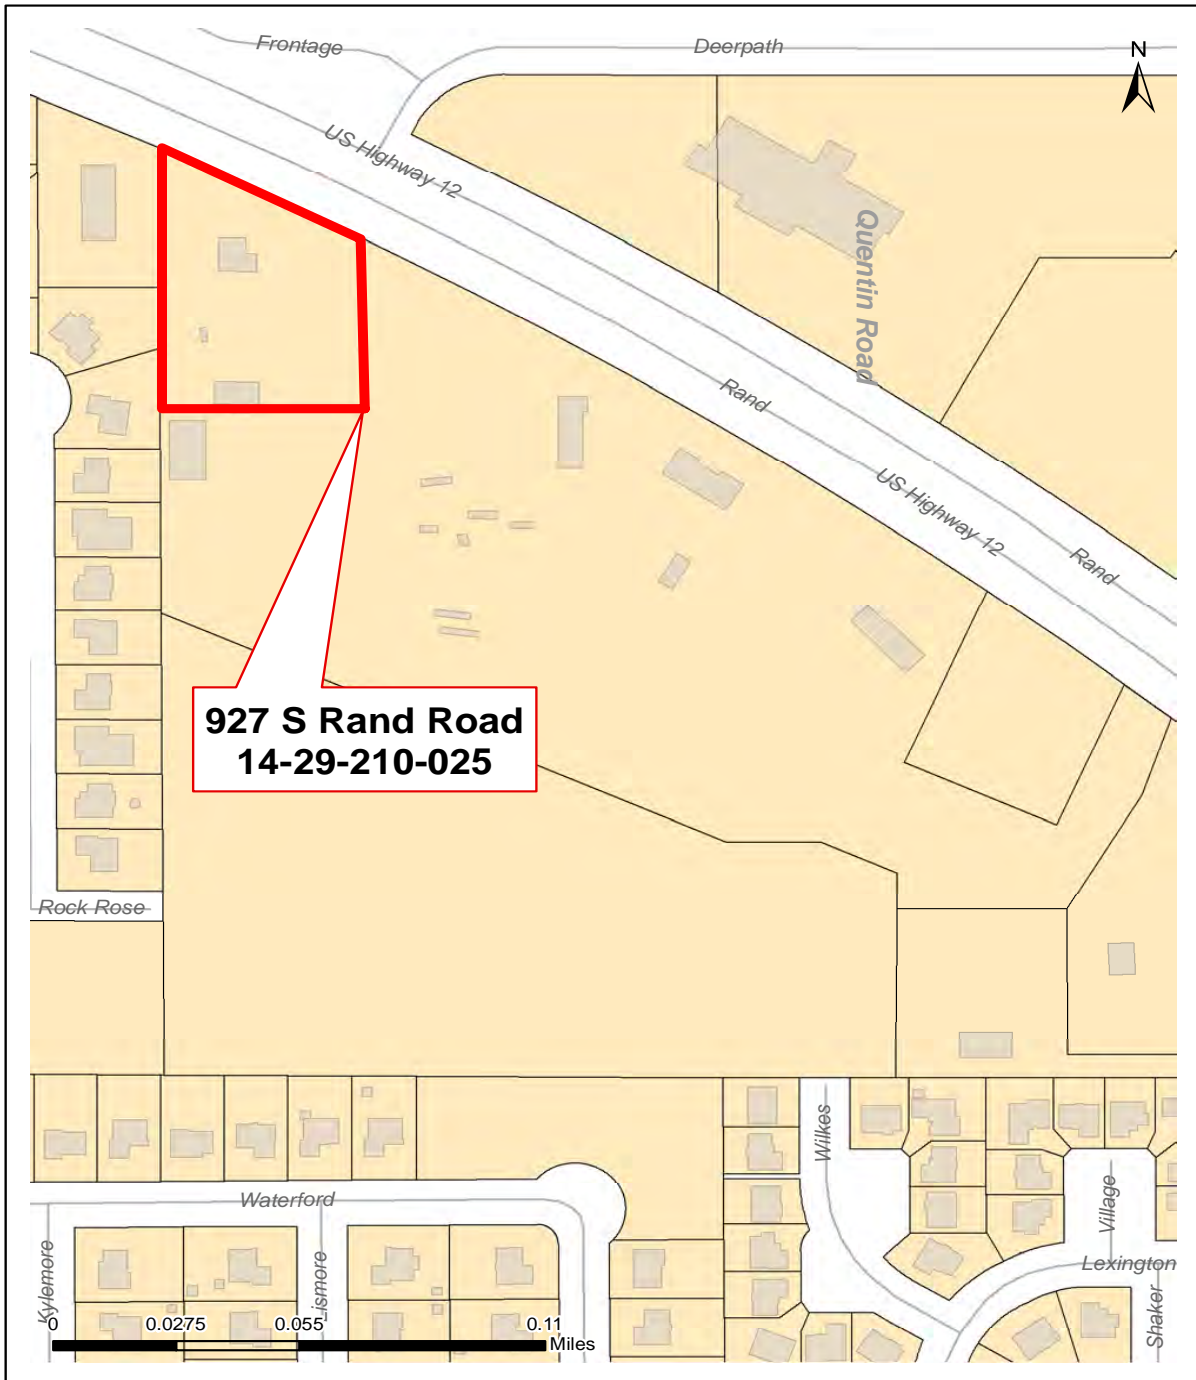 Frontage
Deerpath
N
US Highway 12
Quentin Road
Rand
US Highway 12
Rand
927 S Rand Road
14-29-210-025
Rock Rose
Wilkes
Waterford
Village
Kylemore
Lismore
Lexington
Shaker
0 0.0275 0.055 0.11
Miles